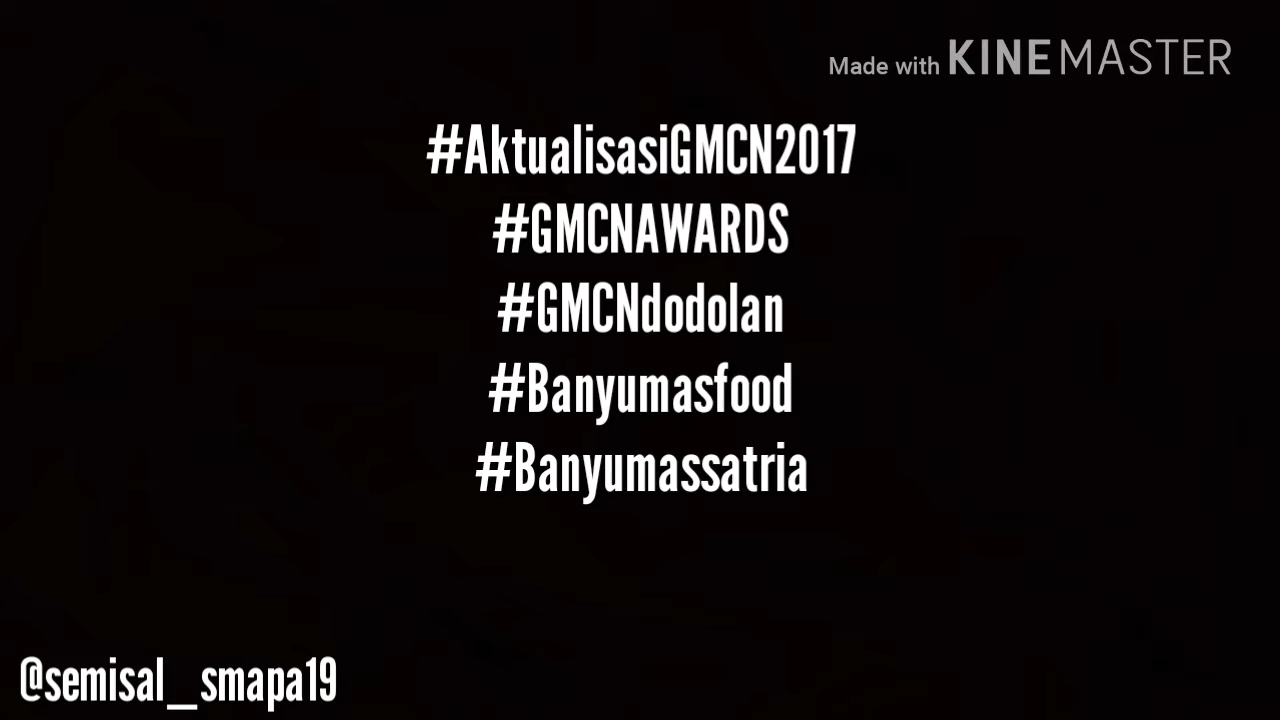 Made with KINEMASTER
#AktualisasiGMCN2017
#GMCNAWARDS
#GMCNdodolan
#Banyumasfood
#Banyumassatria
@semisal_smapa19